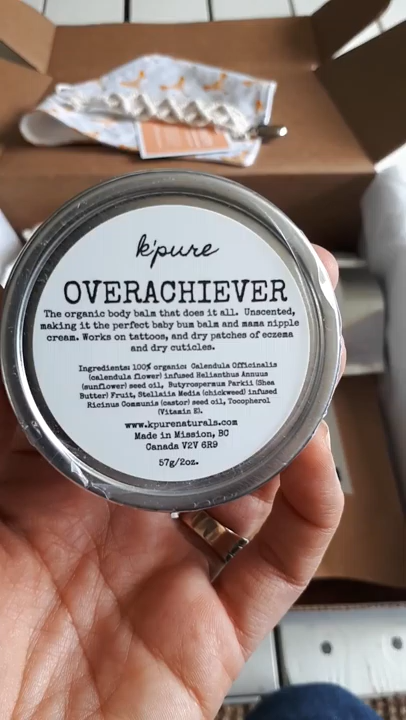 k'pure
OVERACHIEVER
The organic body balm that does it all. Unscented,
making it the perfect baby bum balm and mama nipple
cream. Works on tattoos, and dry patches of eczema
and dry cuticles.
Ingredients: 100% organic: Calendula Officinalis
(calendula flower) infused Helianthus Annuus
(sunflower) seed oil, Butyrospermum Parkii (Shea
Butter) Fruit, Stellaria Media (chickweed) infused
Ricinus Communis (castor) seed oil, Tocopherol
(Vitamin E).
www.kpurenaturals.com
Made in Mission, BC
Canada V2V 6R9
57g/2oz.